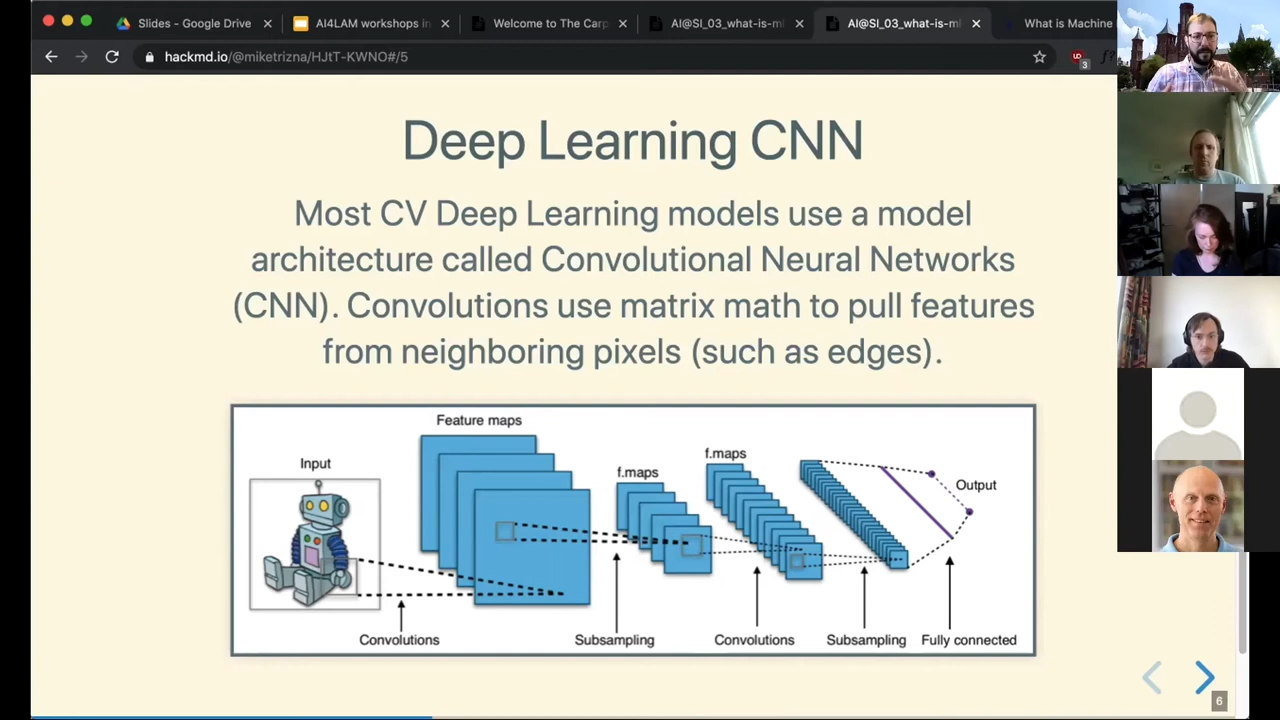 Slides - Google Drive
AI4LAM workshops in
Welcome to The Carp
AI@SI_03_what-is-ml
AI@SI_03_what-is-ml
What is Machine
hackmd.io/@miketrizna/HJtT-KWNO#/5
3
f?
Deep Learning CNN
Most CV Deep Learning models use a model
architecture called Convolutional Neural Networks
(CNN). Convolutions use matrix math to pull features
from neighboring pixels (such as edges).
Feature maps
Input
f.maps
f.maps
Output
Convolutions
Subsampling
Convolutions
Subsampling
Fully connected
6